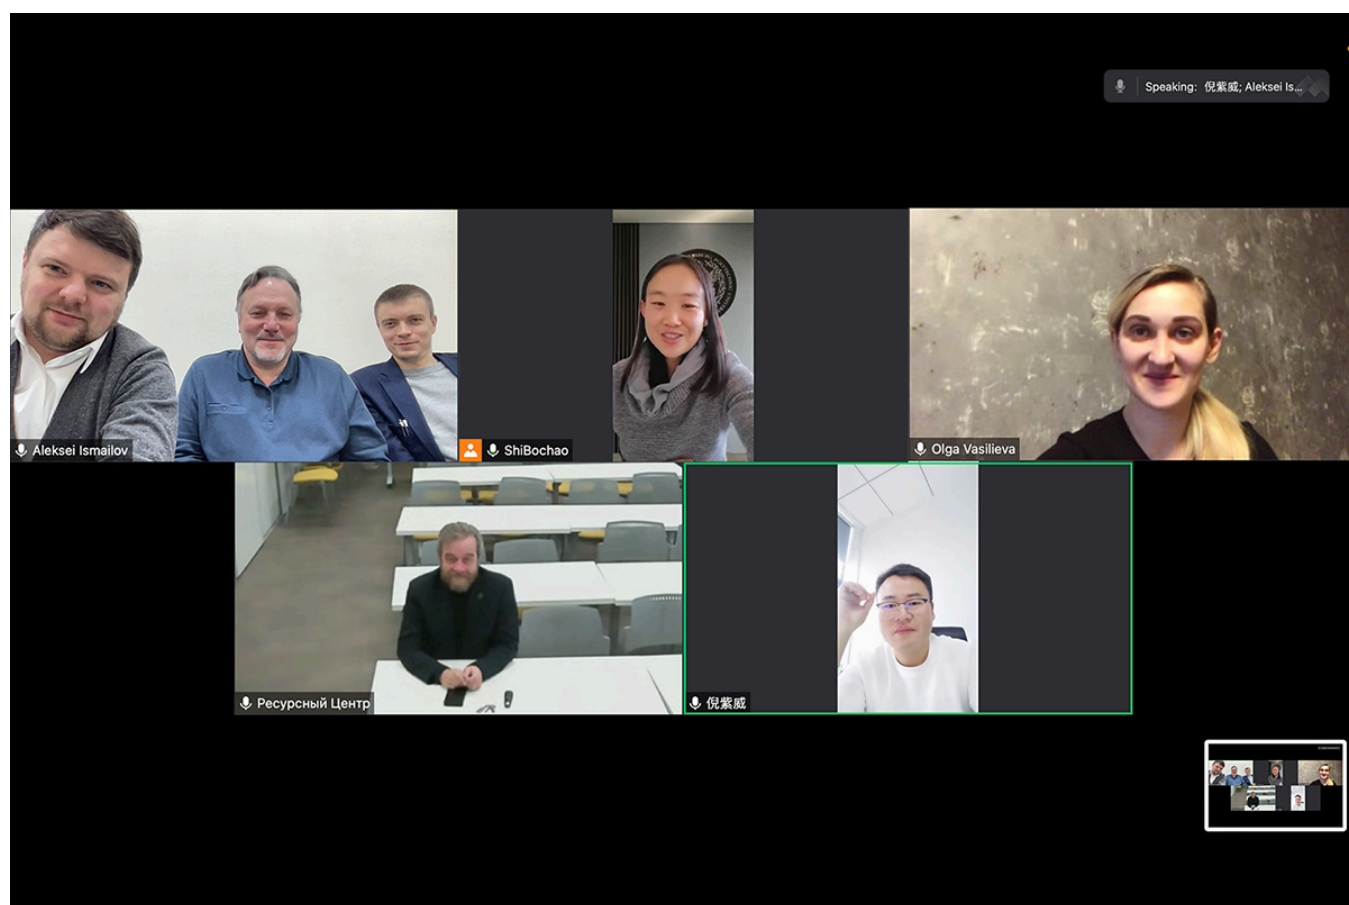 Speaking: 倪紫威; Aleksei Is...
Aleksei Ismailov
ShiBochao
Olga Vasilieva
Ресурсный Центр
倪紫威